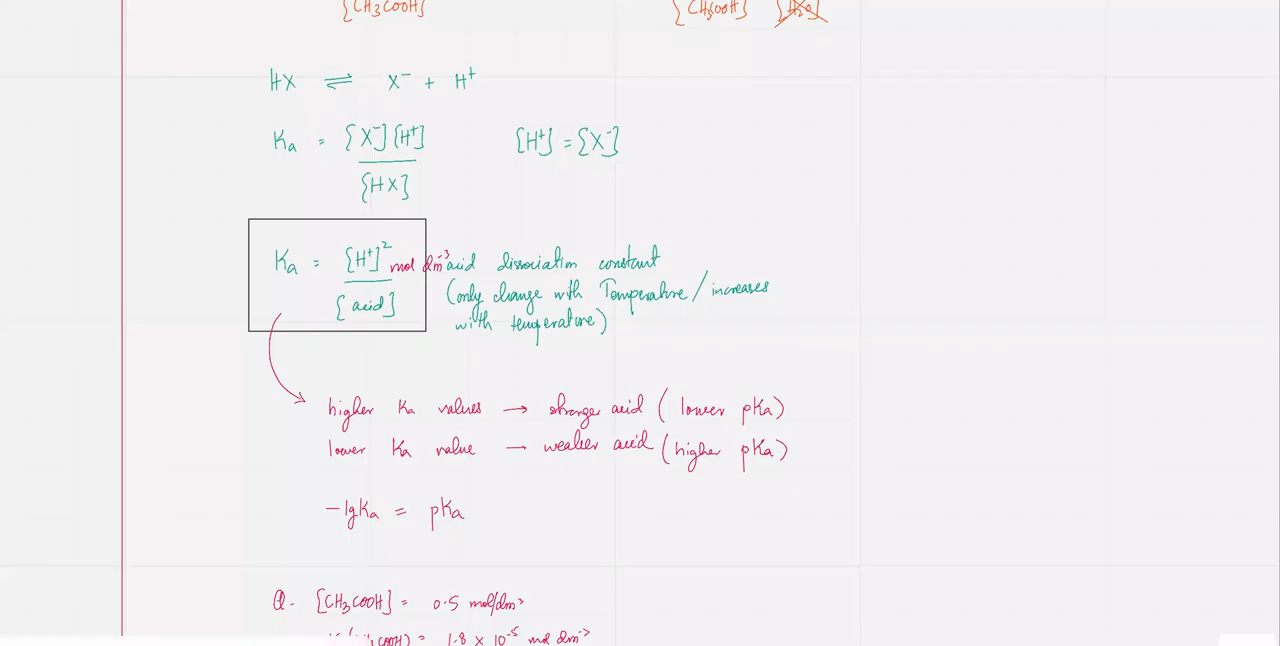 [CH3COOH] [CH3COOH] [H2O]
HX ⇌ X⁻ + H⁺
Ka = [X⁻][H⁺] / [HX] [H⁺] = [X⁻]
Ka = [H⁺]² / [acid] mol dm⁻³ acid dissociation constant
(only change with Temperature/increases
with temperature)
higher Ka values → stronger acid (lower pKa)
lower Ka value → weaker acid (higher pKa)
-lgKa = pKa
Q. [CH3COOH] = 0.5 mol/dm³
= 1.8 × 10⁻⁵ mol dm⁻³